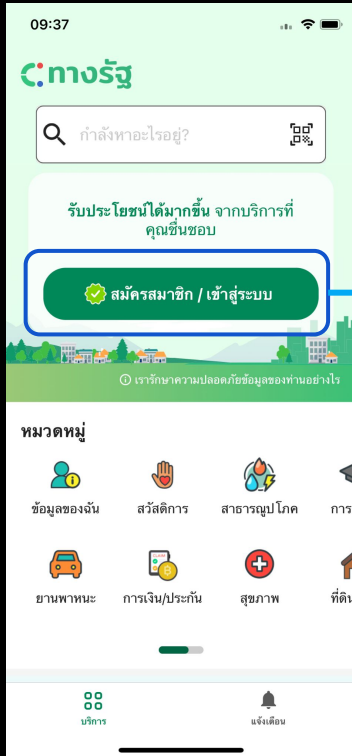 09:37
ทางรัฐ
กำลังหาอะไรอยู่?
รับประโยชน์ได้มากขึ้น จากบริการที่
คุณชื่นชอบ
สมัครสมาชิก / เข้าสู่ระบบ
เรารักษาความปลอดภัยข้อมูลของท่านอย่างไร
หมวดหมู่
ข้อมูลของฉัน สวัสดิการ สาธารณูปโภค การ
ยานพาหนะ การเงิน/ประกัน สุขภาพ
บริการ แจ้งเตือน